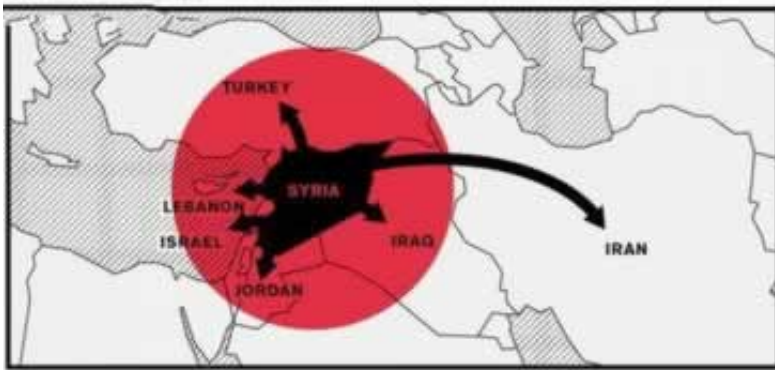 TURKEY
SYRIA
LEBANON
ISRAEL
IRAQ
IRAN
JORDAN